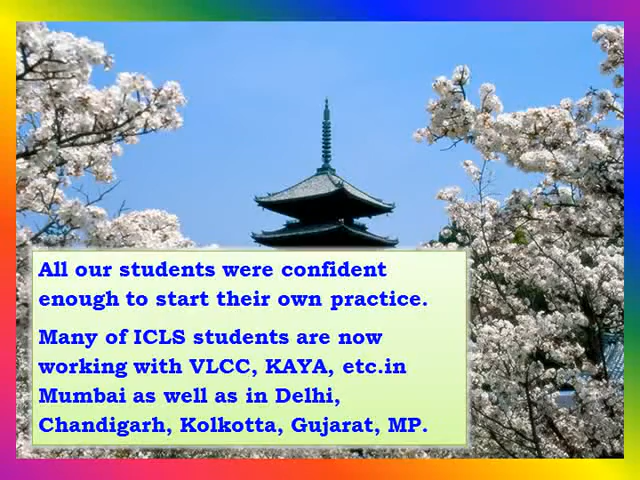 All our students were confident
enough to start their own practice.
Many of ICLS students are now
working with VLCC, KAYA, etc.in
Mumbai as well as in Delhi,
Chandigarh, Kolkotta, Gujarat, MP.